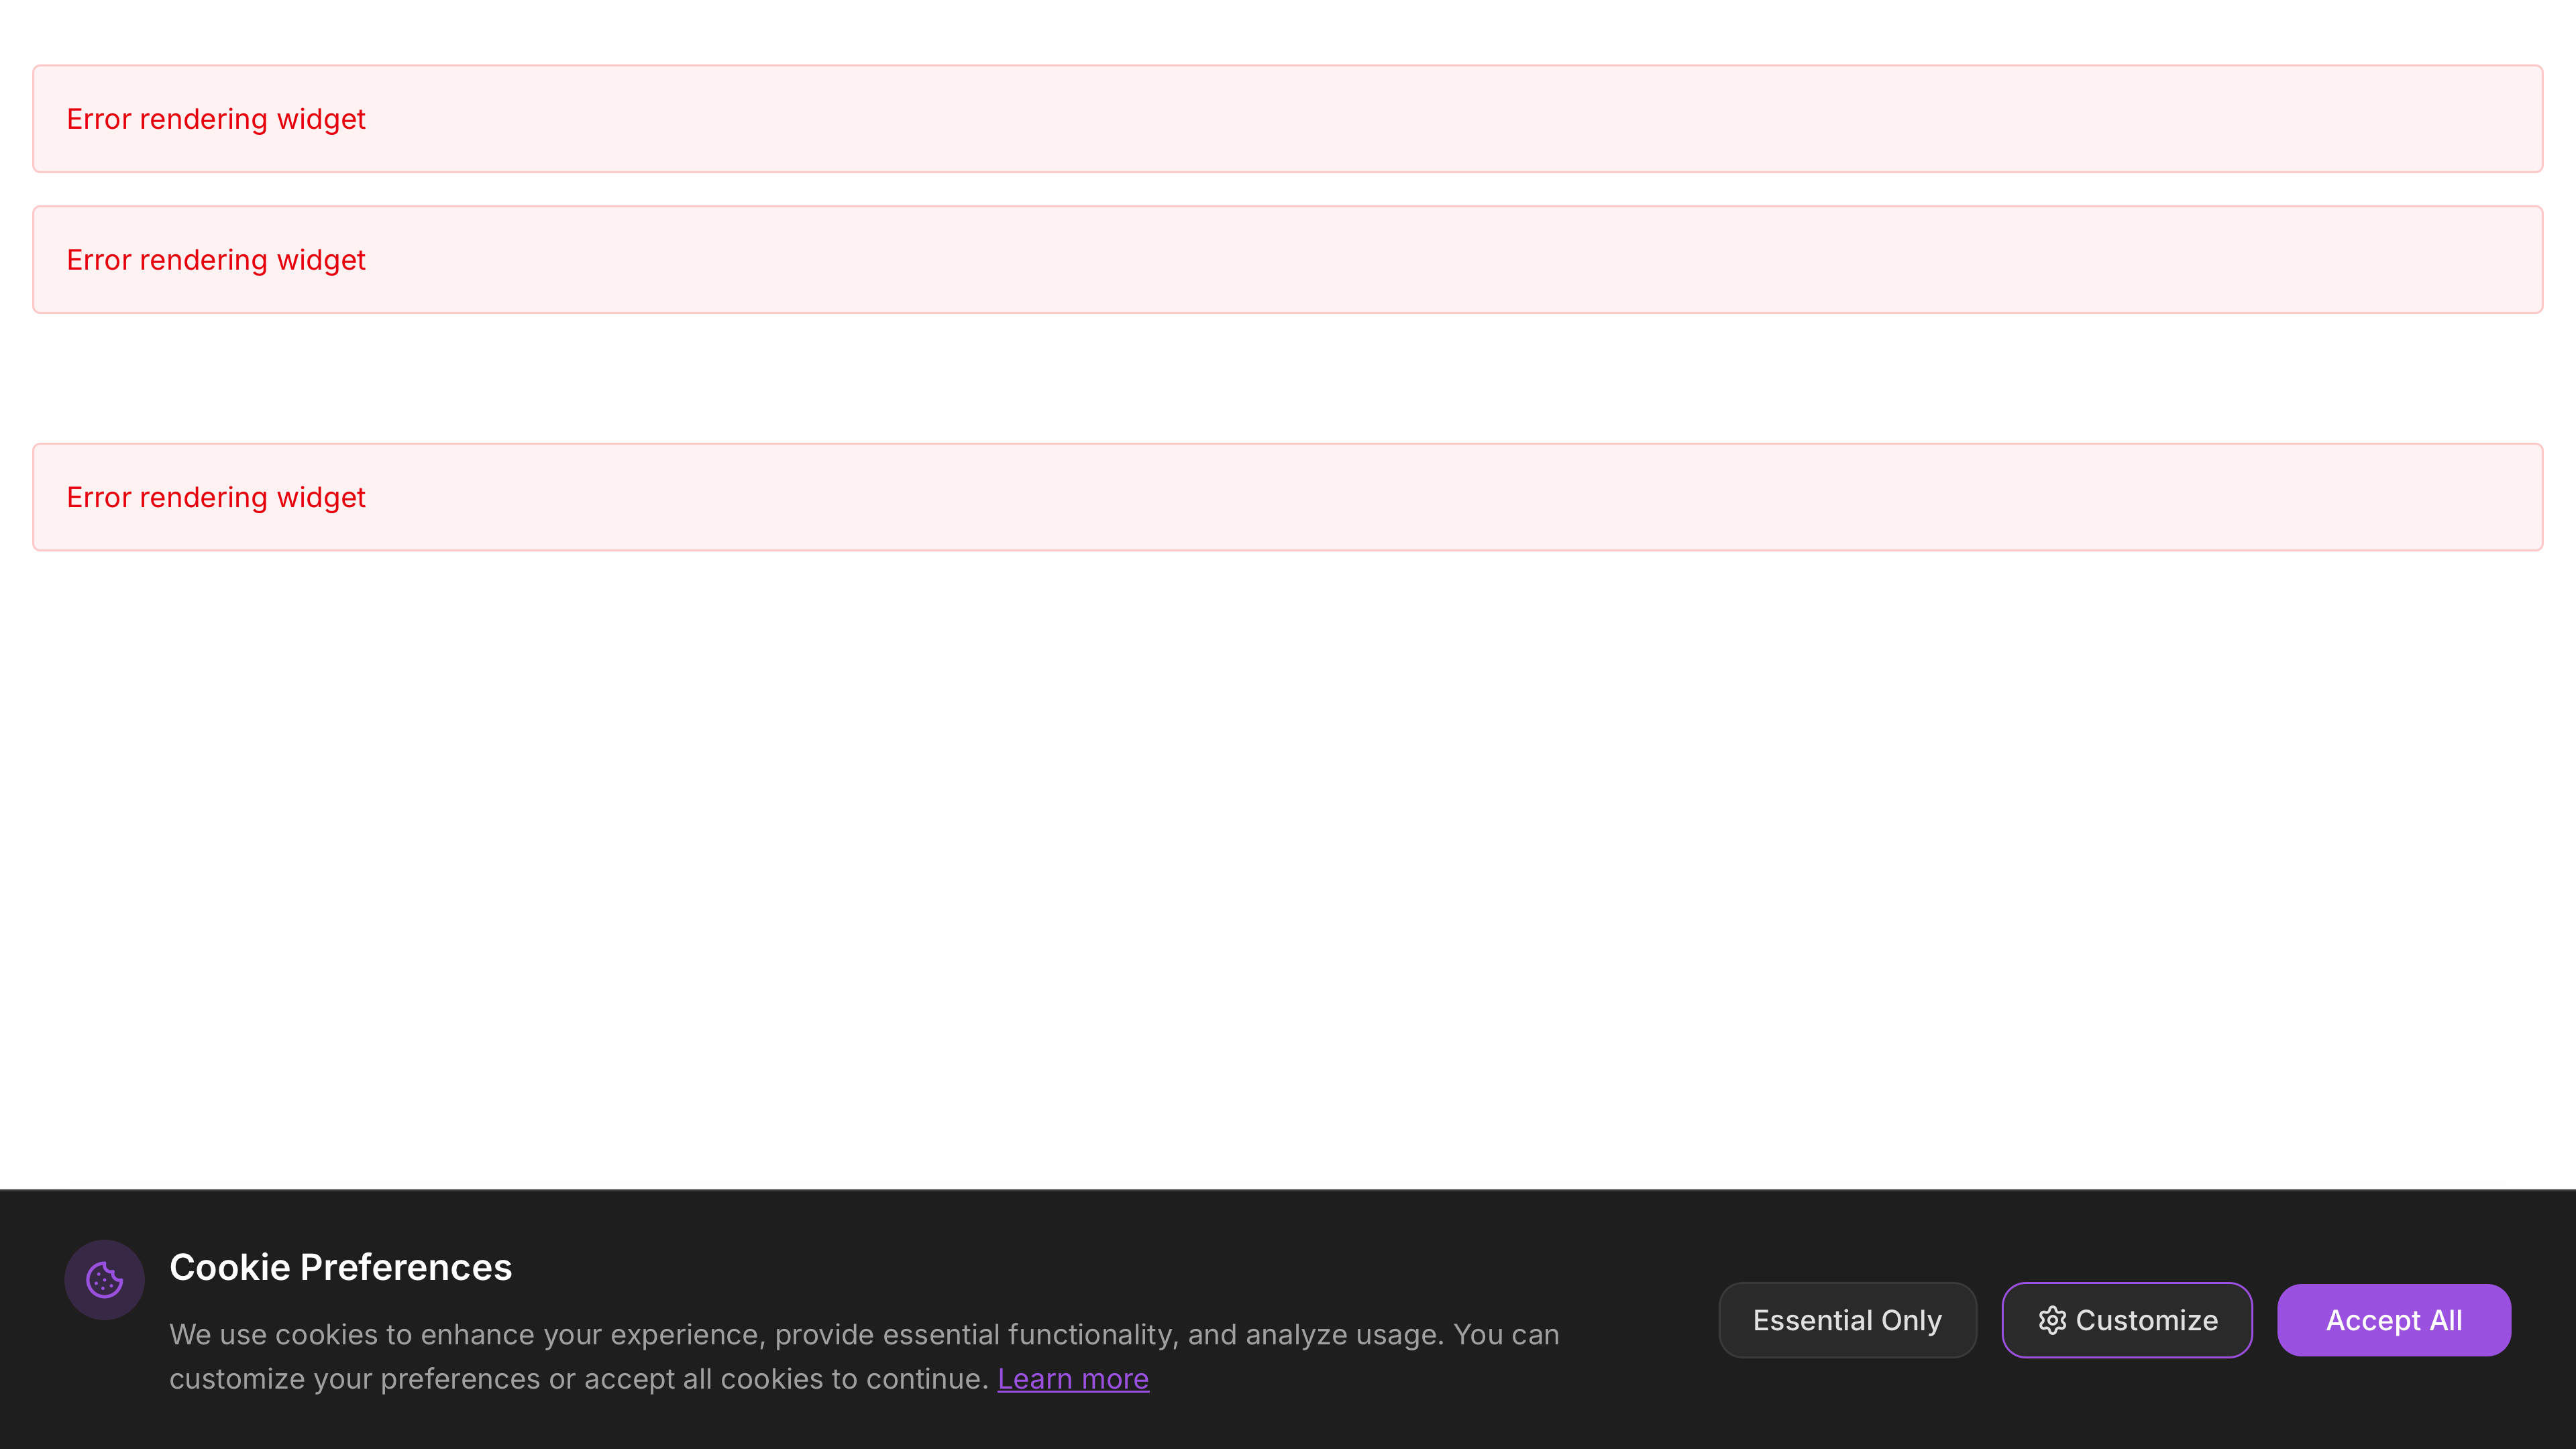 Error rendering widget
Error rendering widget
Error rendering widget
Cookie Preferences
We use cookies to enhance your experience, provide essential functionality, and analyze usage. You can
customize your preferences or accept all cookies to continue. Learn more
Essential Only
Customize
Accept All